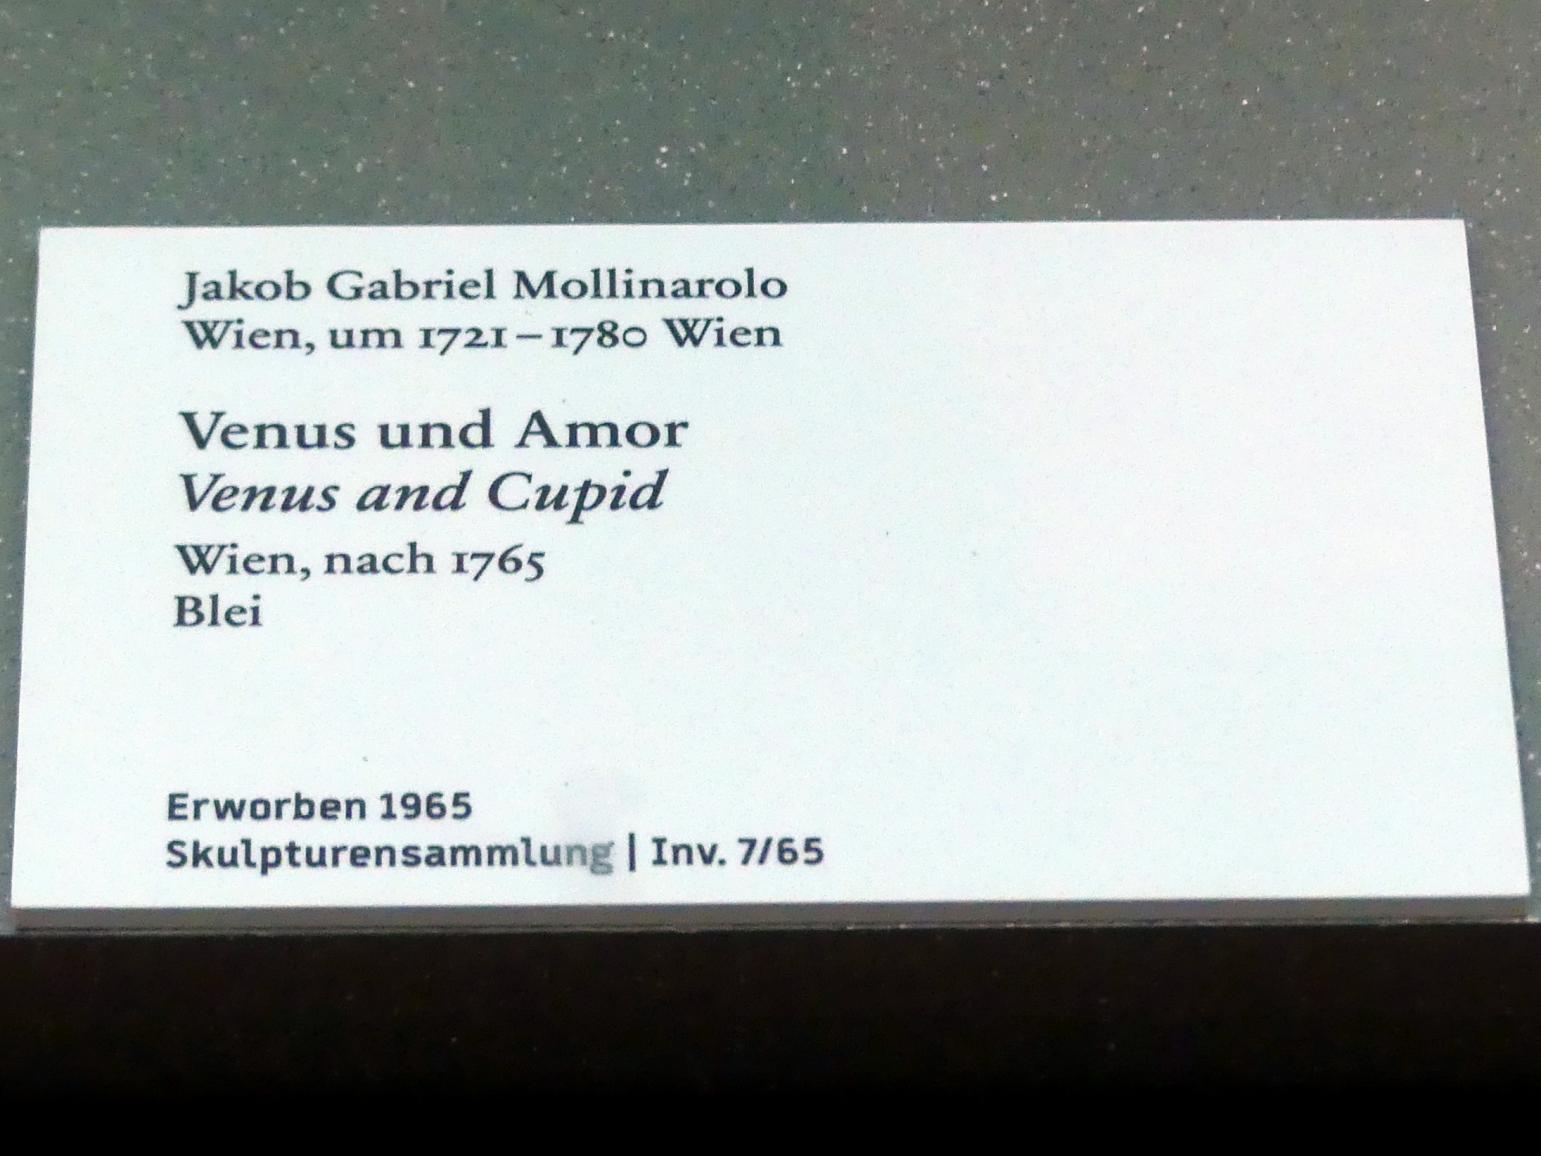 Jakob Gabriel Mollinarolo
Wien, um 1721 – 1780 Wien
Venus und Amor
Venus and Cupid
Wien, nach 1765
Blei
Erworben 1965
Skulpturensammlung | Inv. 7/65